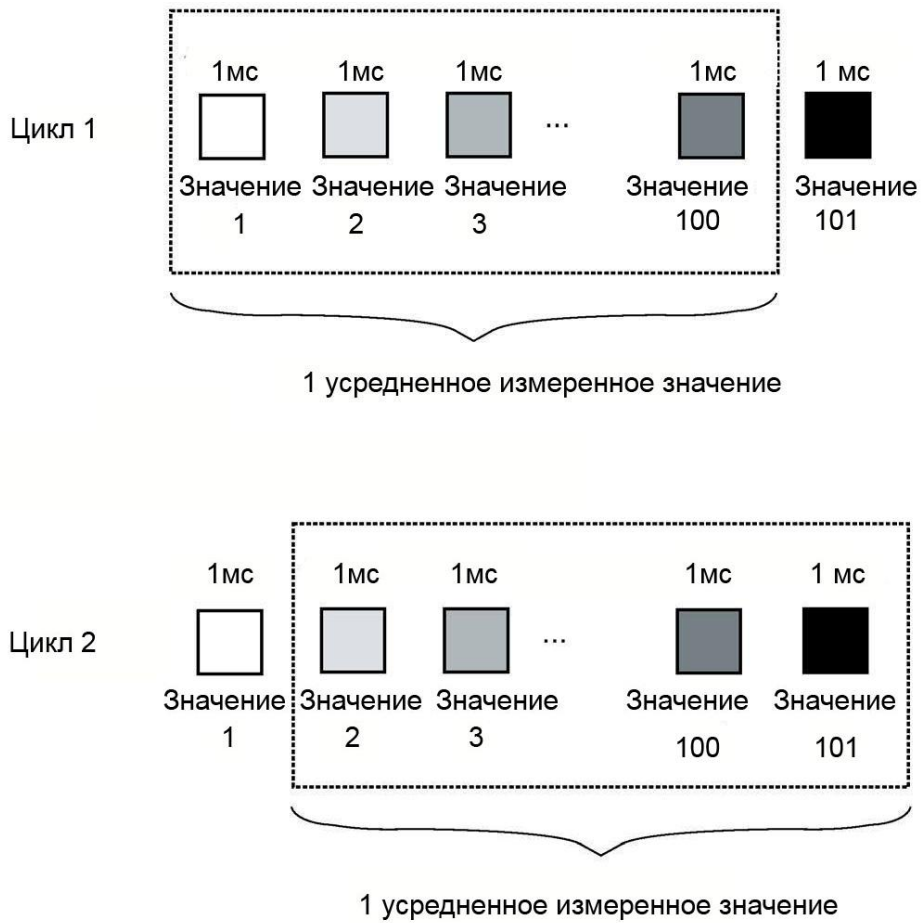 1мс 1мс 1мс 1мс 1 мс
Цикл 1
...
Значение Значение Значение Значение Значение
1 2 3 100 101
1 усредненное измеренное значение
1мс 1мс 1мс 1мс 1 мс
Цикл 2
...
Значение Значение Значение Значение Значение
1 2 3 100 101
1 усредненное измеренное значение